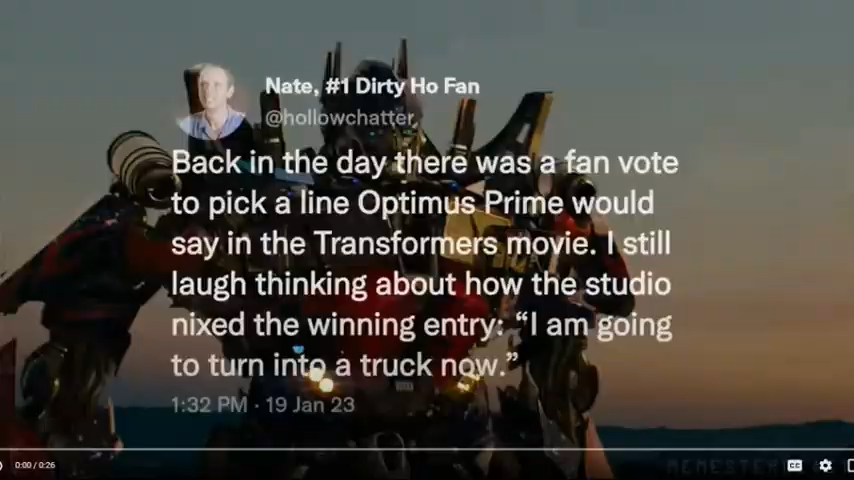 Nate, #1 Dirty Ho Fan
@hollowchatter
Back in the day there was a fan vote
to pick a line Optimus Prime would
say in the Transformers movie. I still
laugh thinking about how the studio
nixed the winning entry: “I am going
to turn into a truck now.”
1:32 PM · 19 Jan 23
0:00 / 0:26
CC